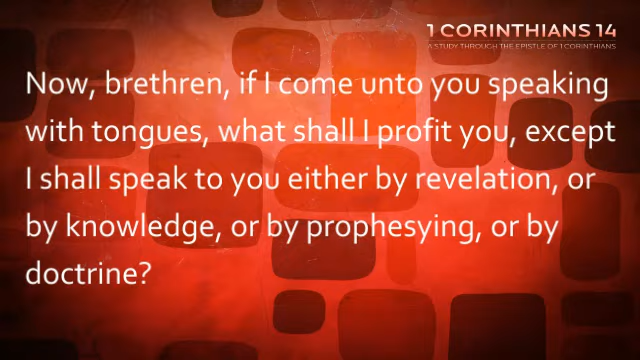 1 CORINTHIANS 14
A STUDY THROUGH THE EPISTLE OF 1 CORINTHIANS
Now, brethren, if I come unto you speaking
with tongues, what shall I profit you, except
I shall speak to you either by revelation, or
by knowledge, or by prophesying, or by
doctrine?